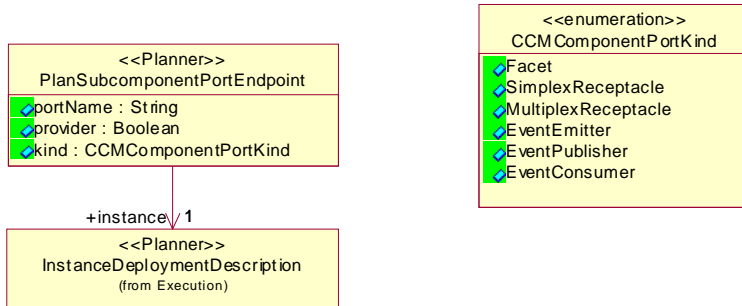 <<Planner>>
PlanSubcomponentPortEndpoint
portName : String
provider : Boolean
kind : CCMComponentPortKind
+instance 1
<<Planner>>
InstanceDeploymentDescription
(from Execution)
<<enumeration>>
CCMComponentPortKind
Facet
SimplexReceptacle
MultiplexReceptacle
EventEmitter
EventPublisher
EventConsumer